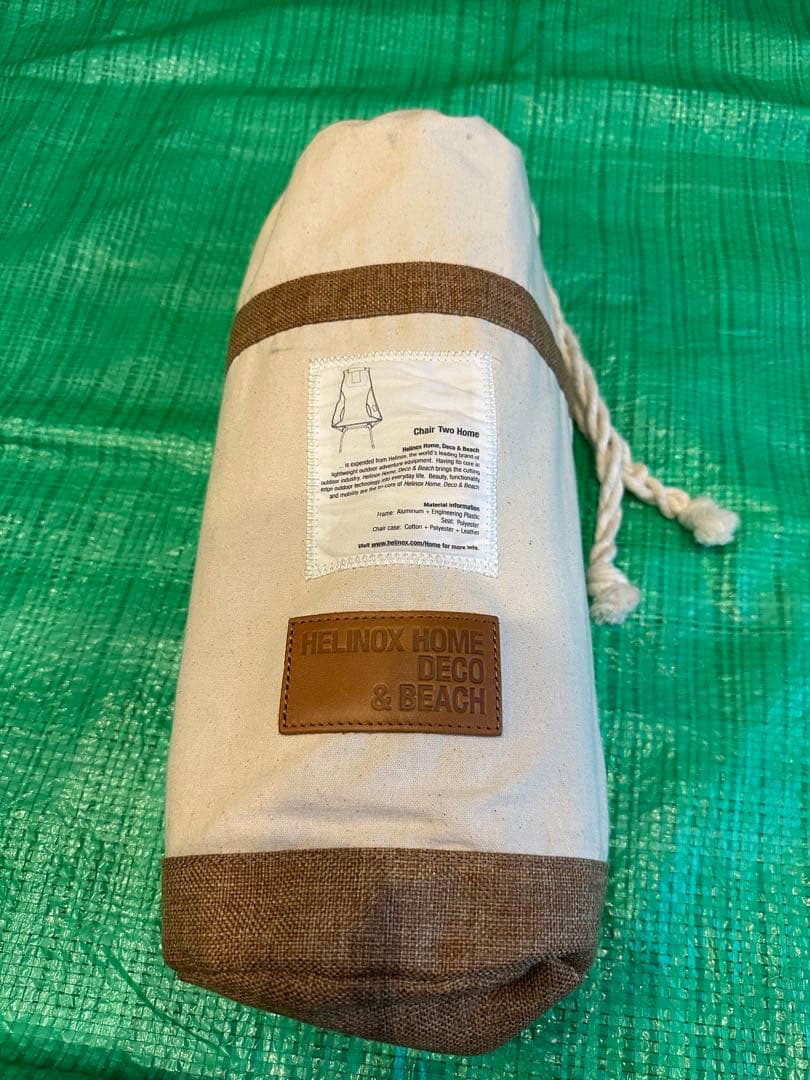 Chair Two Home
Helinox Home, Deco & Beach
... is expended from Helinox, the world's leading brand of
lightweight outdoor adventure equipment. Having its core in
outdoor industry, Helinox Home, Deco & Beach brings the cutting
edge outdoor technology into everyday life. Beauty, functionality
and mobility are the tri-core of Helinox Home, Deco & Beach
Material Information
Frame: Aluminum + Engineering Plastic
Seat: Polyester
Chair case: Cotton + Polyester + Leather
Visit www.helinox.com/Home for more info.
HELINOX HOME
DECO
& BEACH